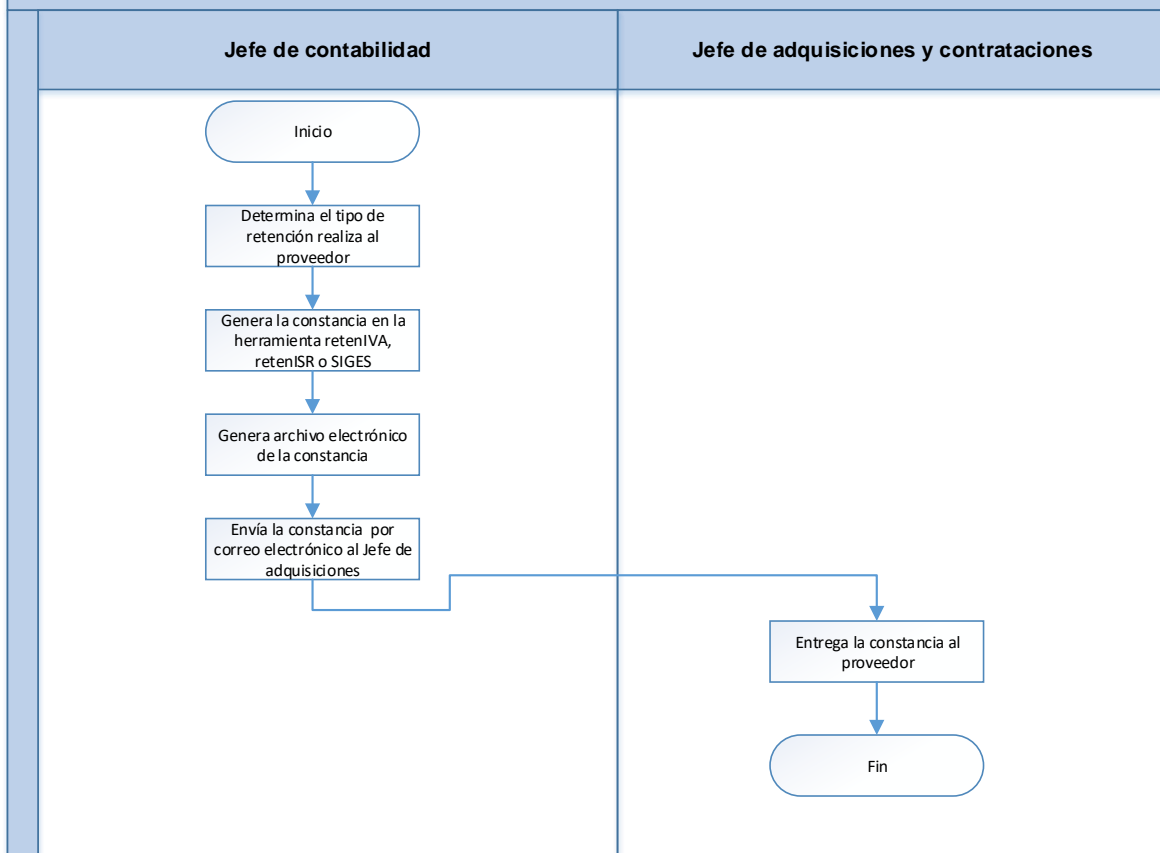 Jefe de contabilidad
Jefe de adquisiciones y contrataciones
Inicio
Determina el tipo de
retención realiza al
proveedor
Genera la constancia en la
herramienta retenIVA,
retenISR o SIGES
Genera archivo electrónico
de la constancia
Envía la constancia por
correo electrónico al Jefe de
adquisiciones
Entrega la constancia al
proveedor
Fin